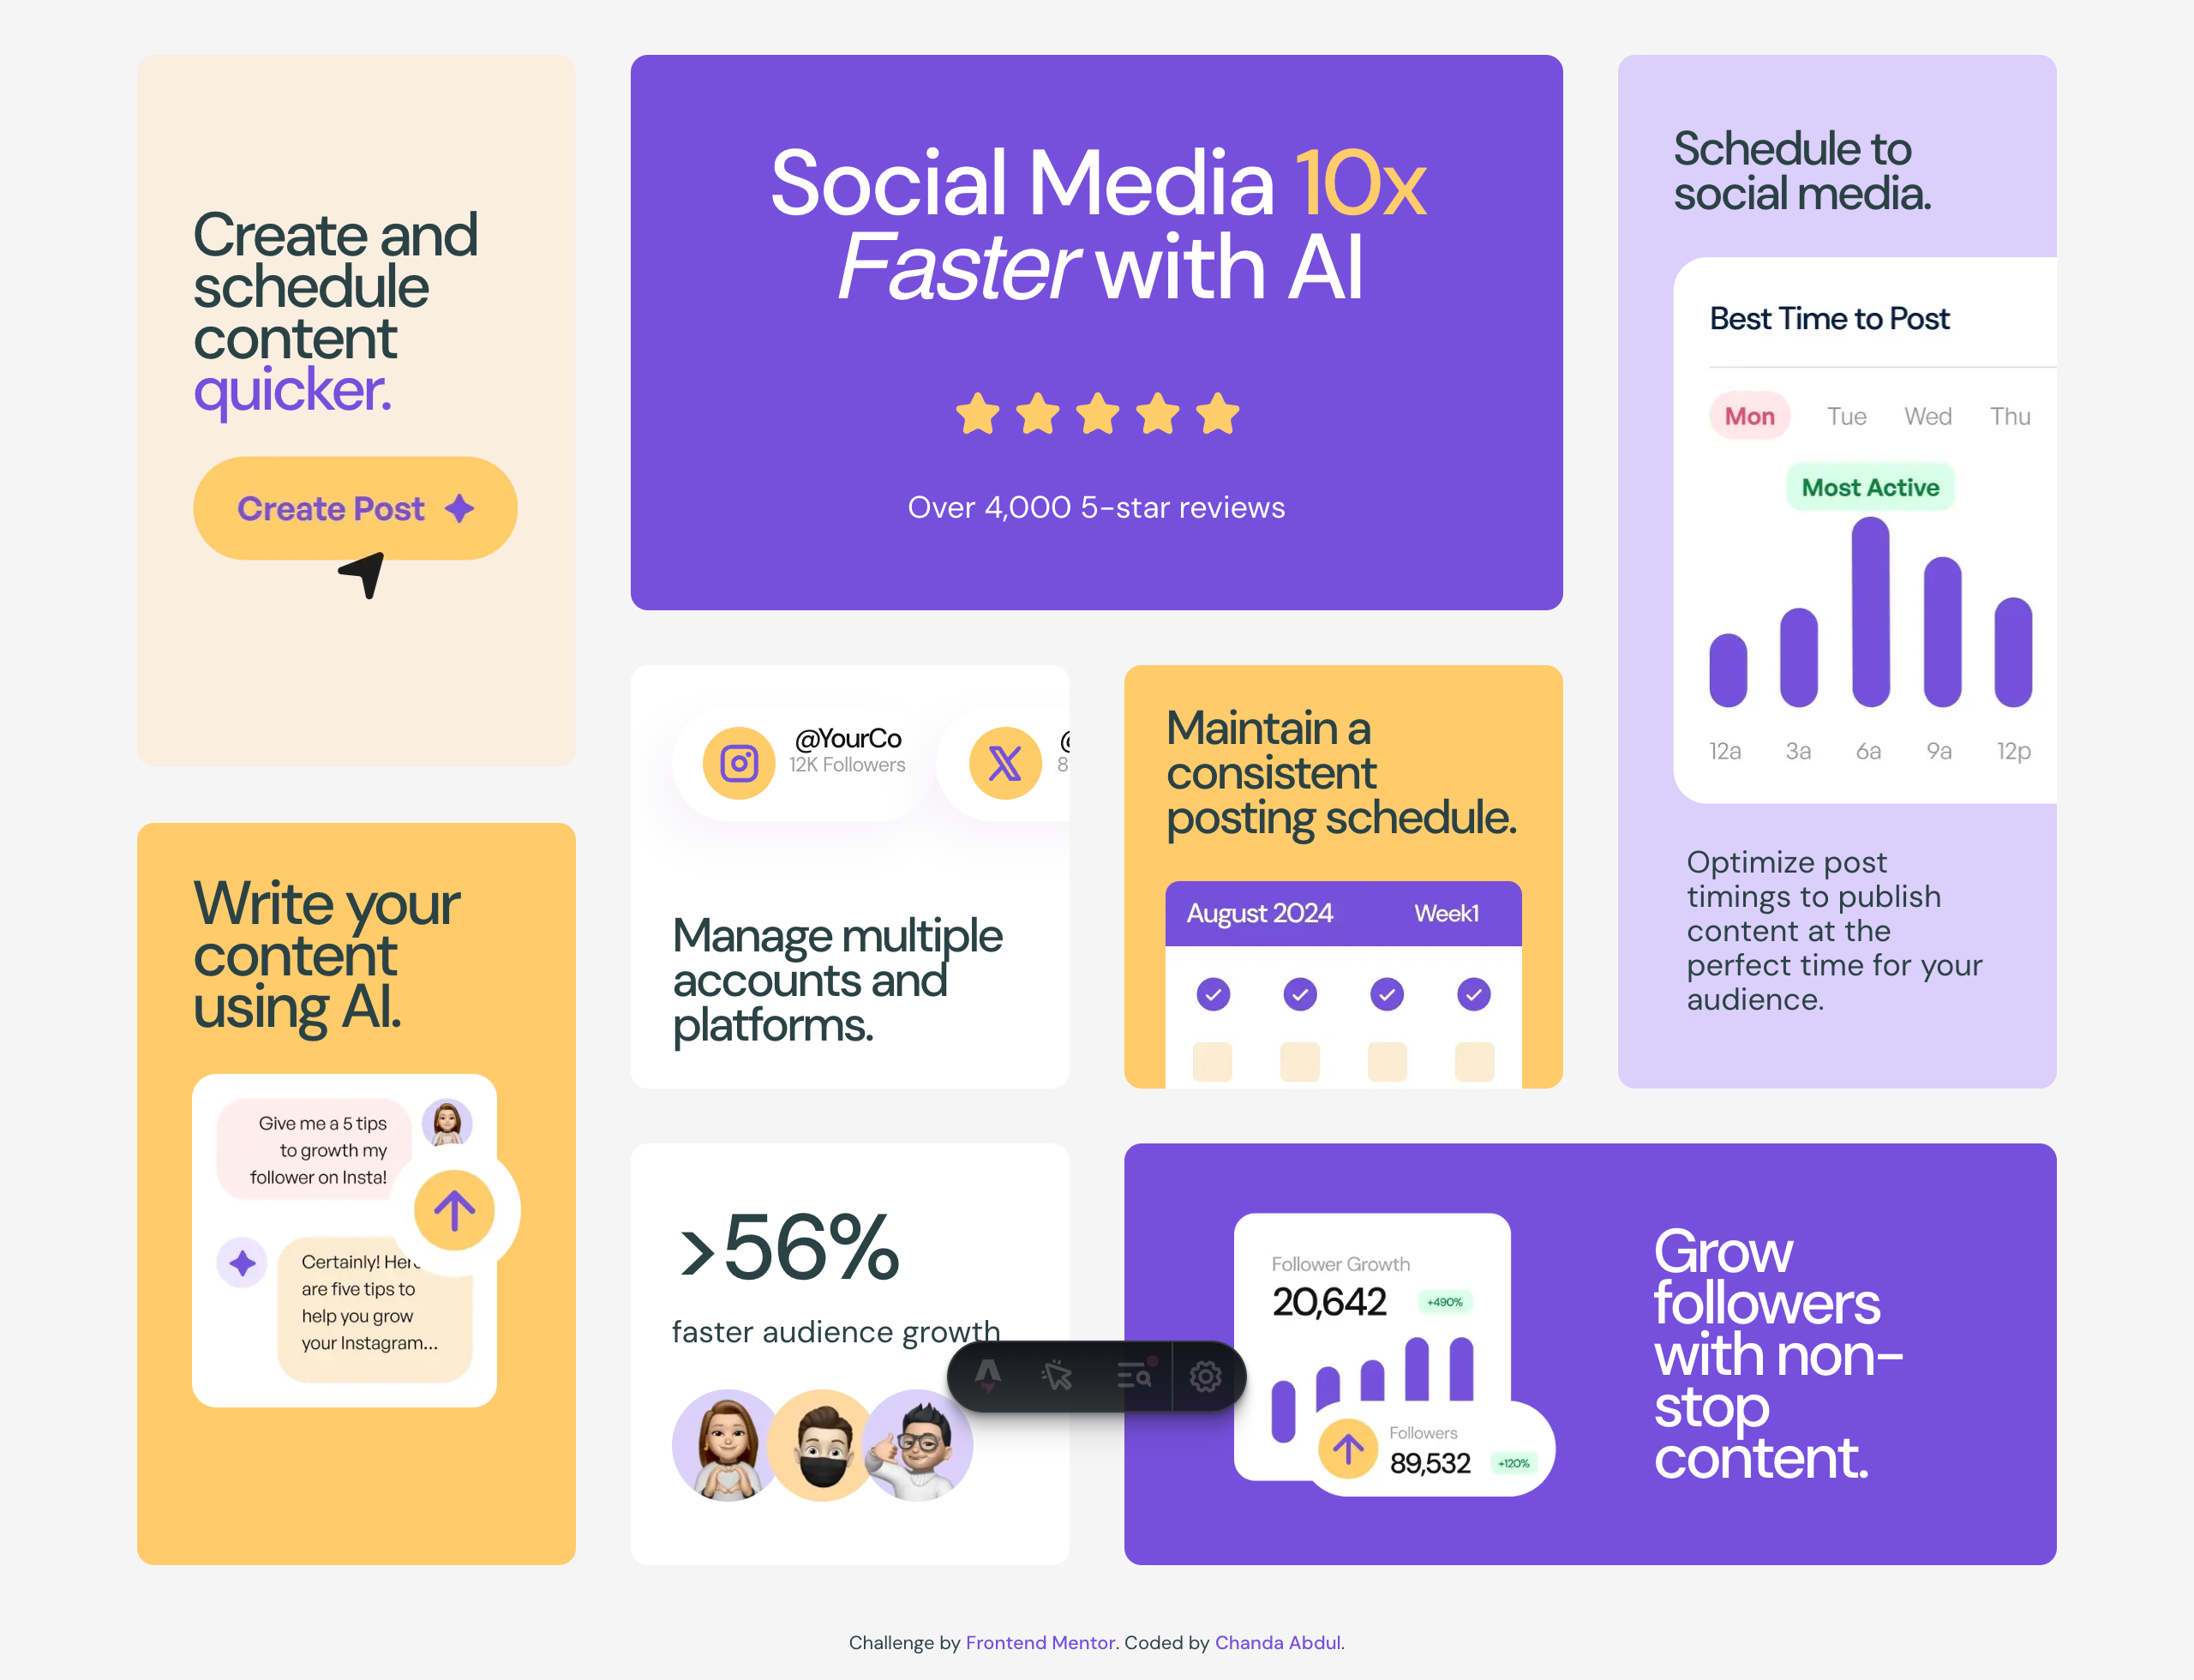 Create and
schedule
content
quicker.
Create Post
Social Media 10x
Faster with AI
Over 4,000 5-star reviews
Schedule to
social media.
Best Time to Post
Mon Tue Wed Thu
Most Active
12a 3a 6a 9a 12p
Optimize post
timings to publish
content at the
perfect time for your
audience.
@YourCo
12K Followers
@
8
Manage multiple
accounts and
platforms.
Maintain a
consistent
posting schedule.
August 2024 Week1
Write your
content
using AI.
Give me a 5 tips
to growth my
follower on Insta!
Certainly! Here
are five tips to
help you grow
your Instagram...
>56%
faster audience growth
Follower Growth
20,642 +490%
Followers
89,532 +120%
Grow
followers
with non-
stop
content.
Challenge by Frontend Mentor. Coded by Chanda Abdul.